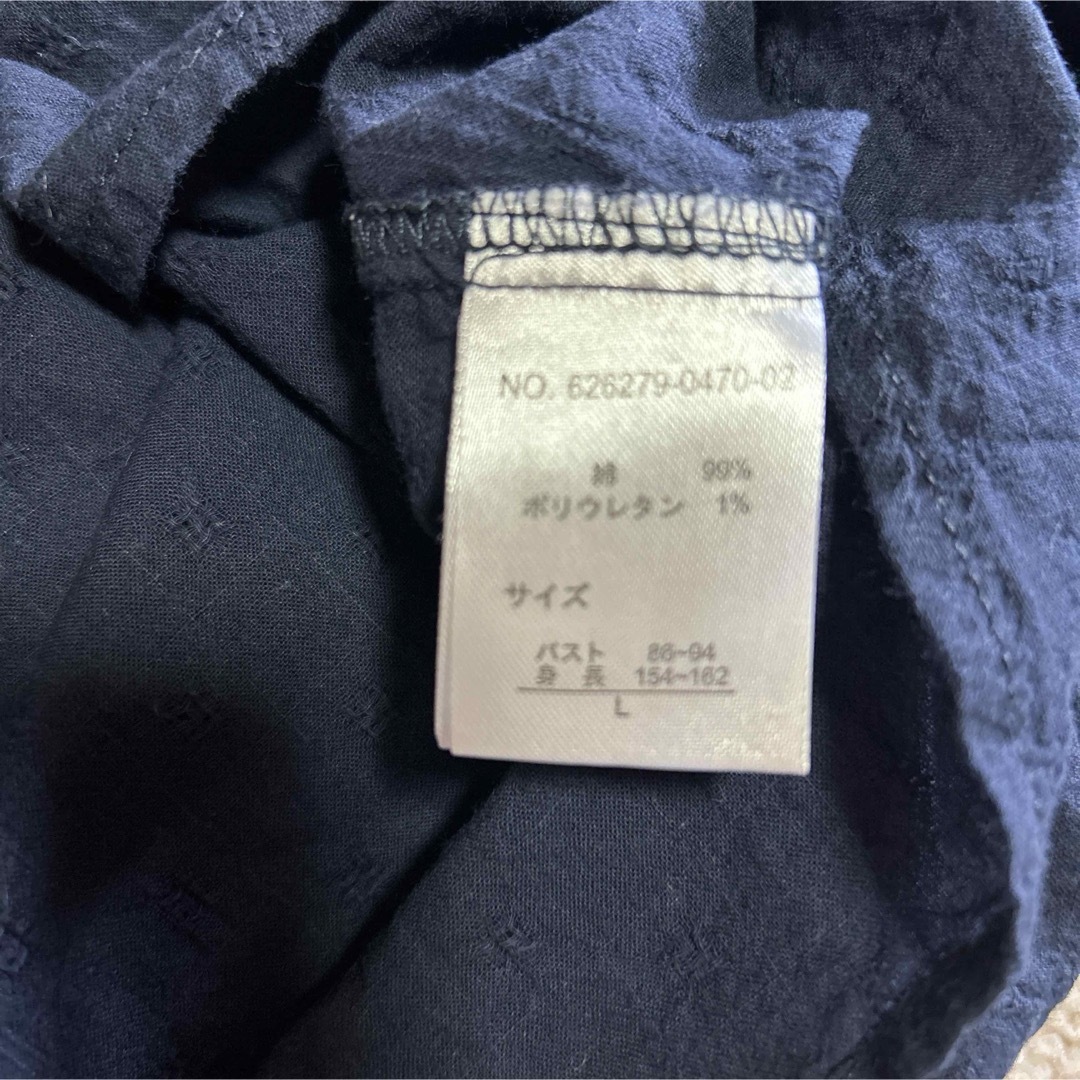 NO. 626279-0470-02
綿 99%
ポリウレタン 1%
サイズ
バスト 86~94
身長 154~162
L